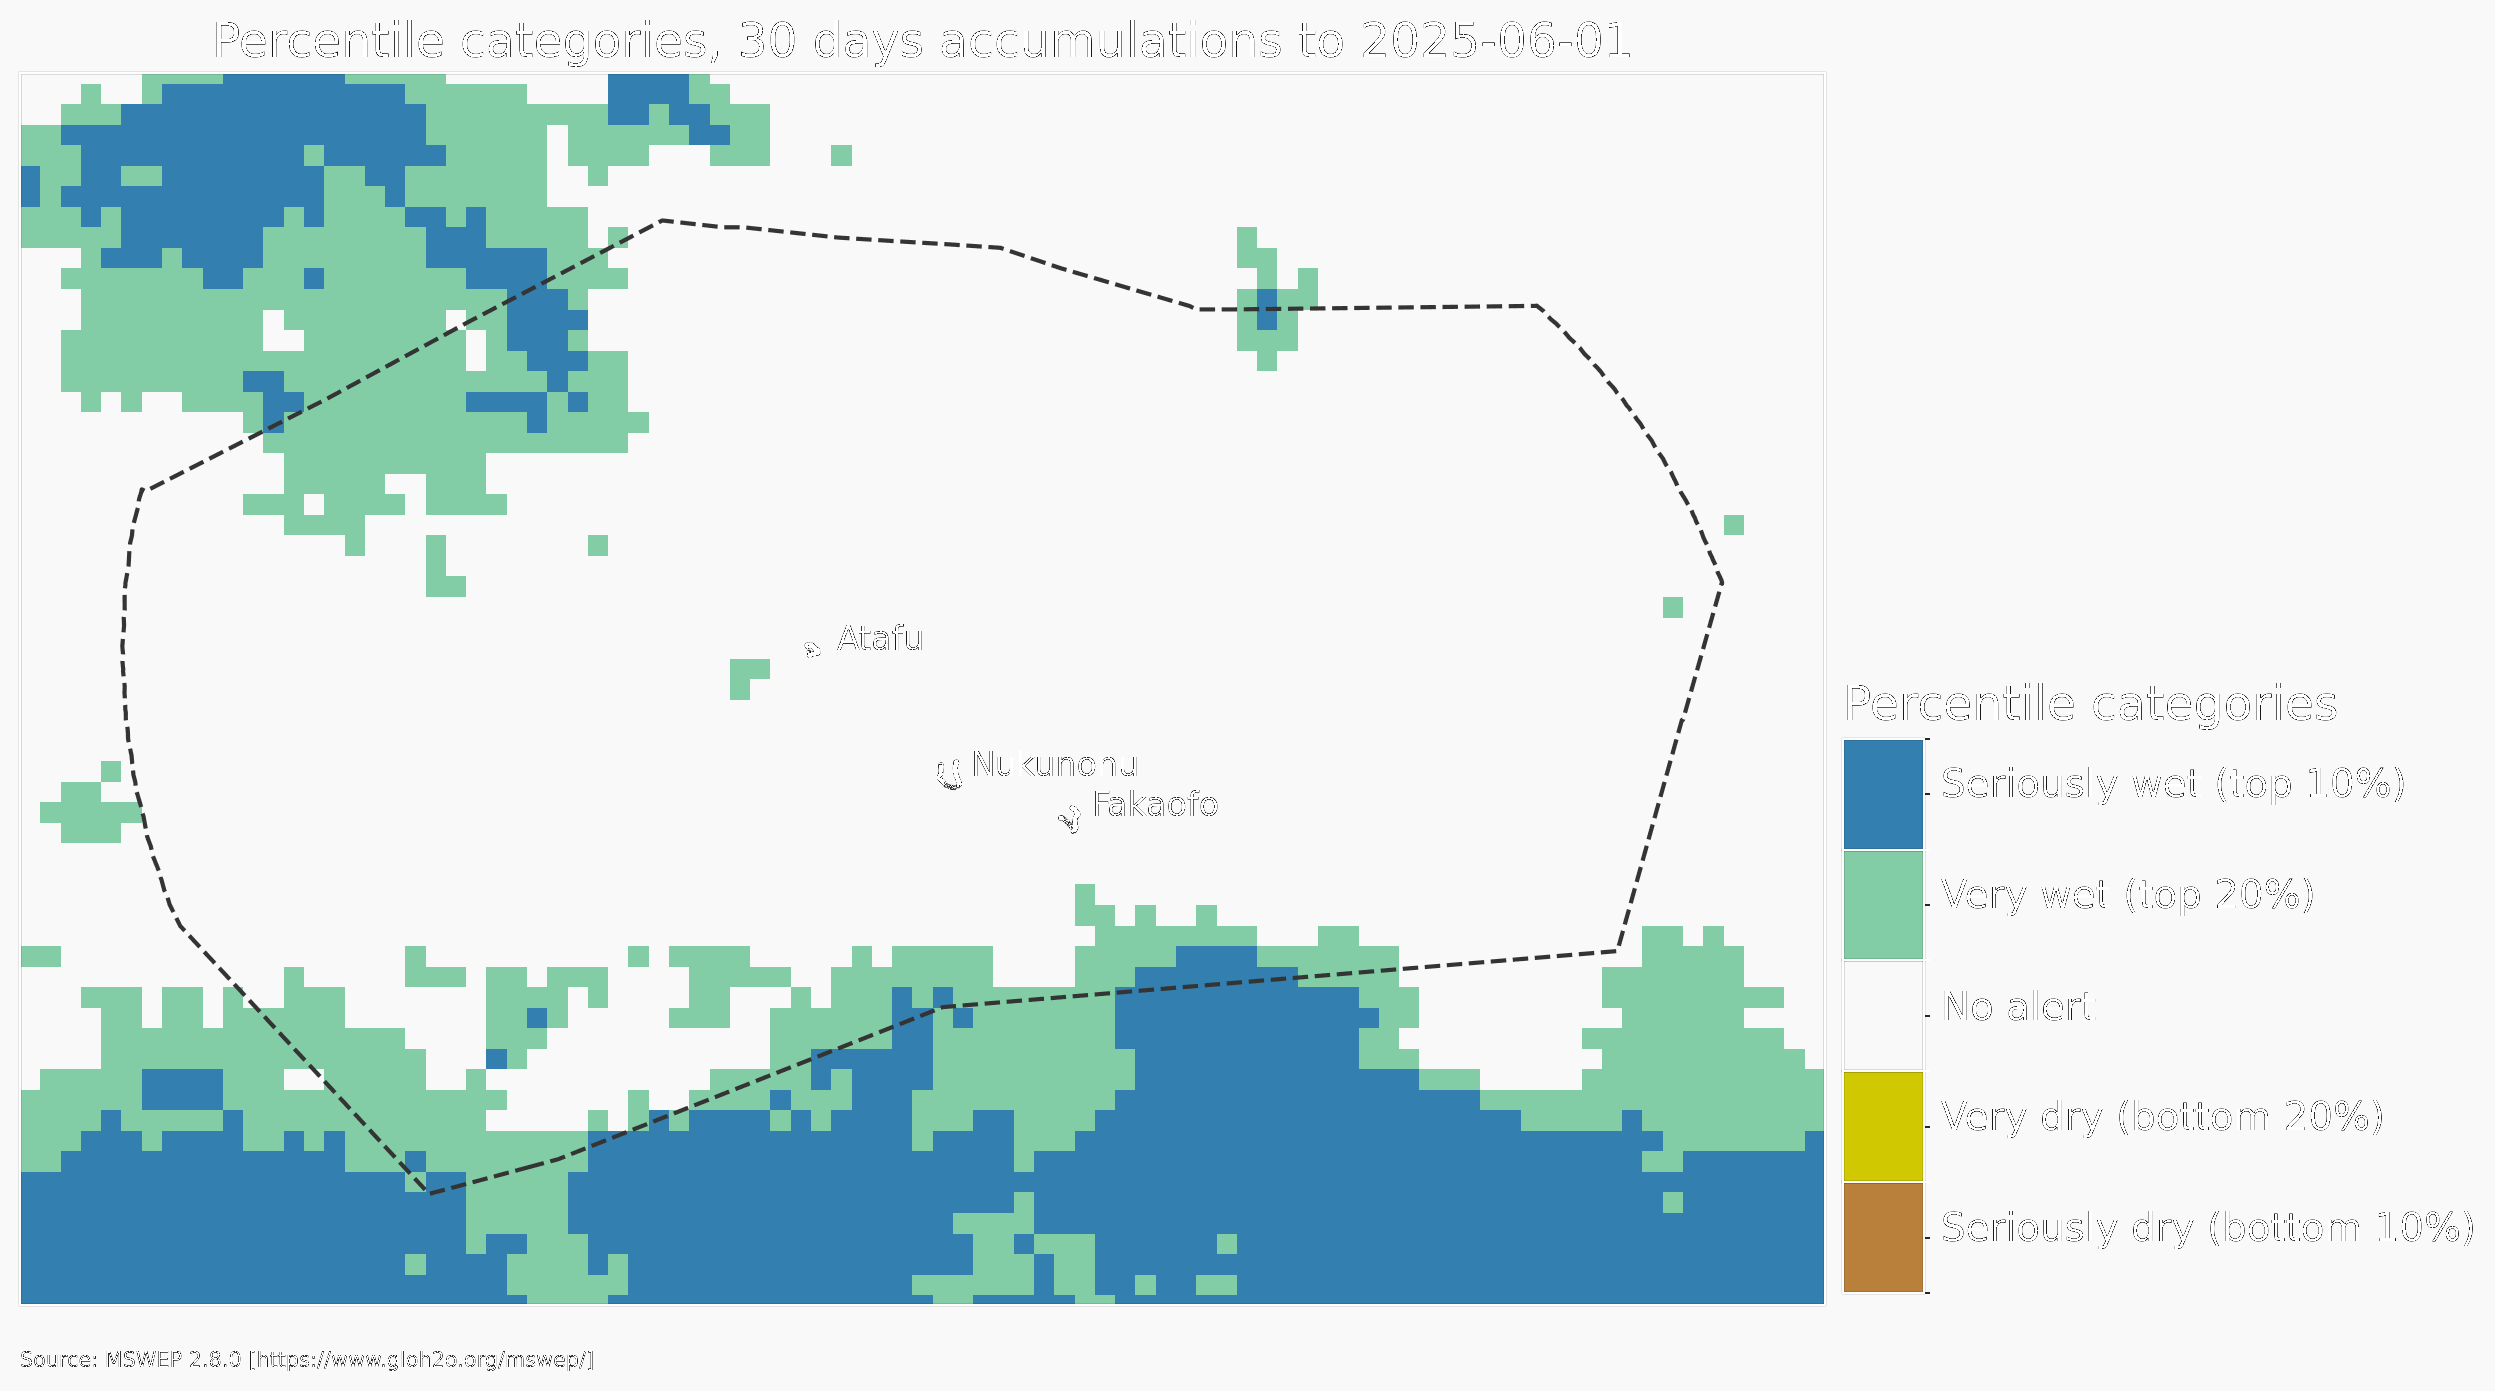 Percentile categories, 30 days accumulations to 2025-06-01
Atafu
Nukunonu
Fakaofo
Percentile categories
Seriously wet (top 10%)
Very wet (top 20%)
No alert
Very dry (bottom 20%)
Seriously dry (bottom 10%)
Source: MSWEP 2.8.0 [https://www.gloh2o.org/mswep/]